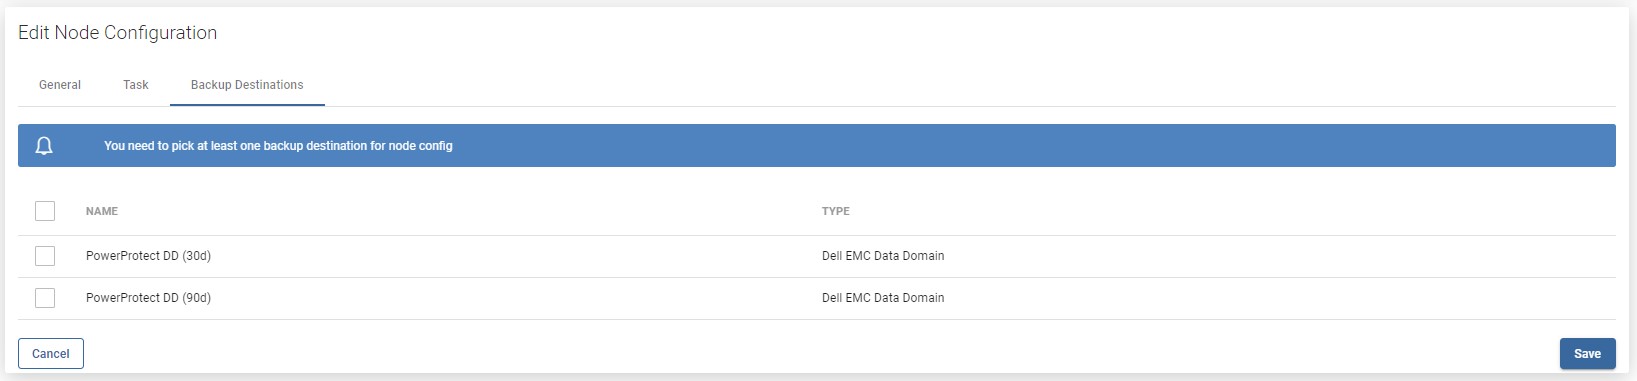 Edit Node Configuration
General Task Backup Destinations
You need to pick at least one backup destination for node config
NAME TYPE
PowerProtect DD (30d) Dell EMC Data Domain
PowerProtect DD (90d) Dell EMC Data Domain
Cancel Save